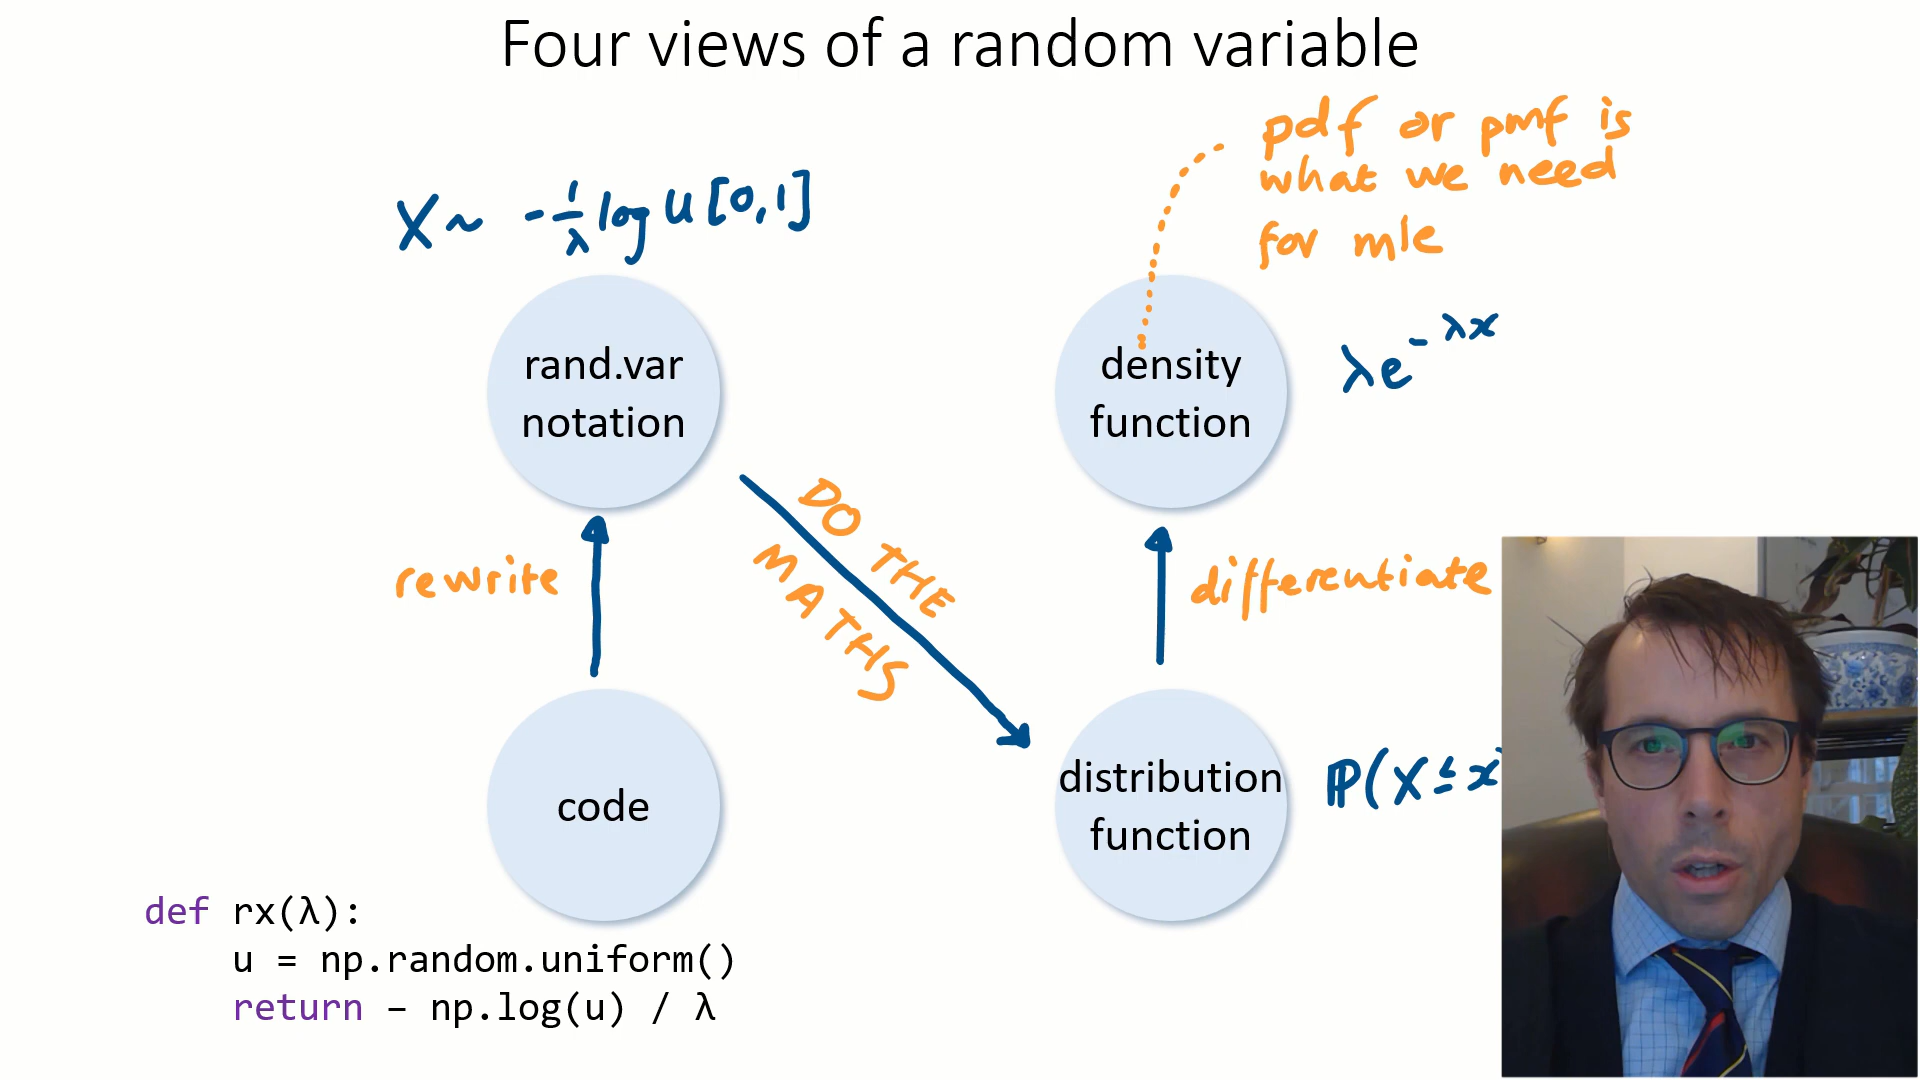 Four views of a random variable
pdf or pmf is
what we need
for mle
X ~ -1/λ log U[0,1]
rand.var
notation
density
function
λe^-λx
DO THE
MATHS
rewrite
differentiate
code
distribution
function
ℙ(X≤x)
def rx(λ):
u = np.random.uniform()
return – np.log(u) / λ